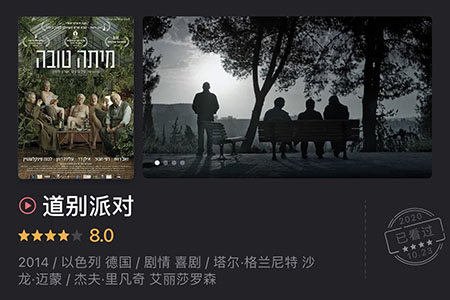 מיתה טובה
道别派对
8.0
2014 / 以色列 德国 / 剧情 喜剧 / 塔尔·格兰尼特 沙
龙·迈蒙 / 杰夫·里凡奇 艾丽莎罗森
2020
已看过
10.23